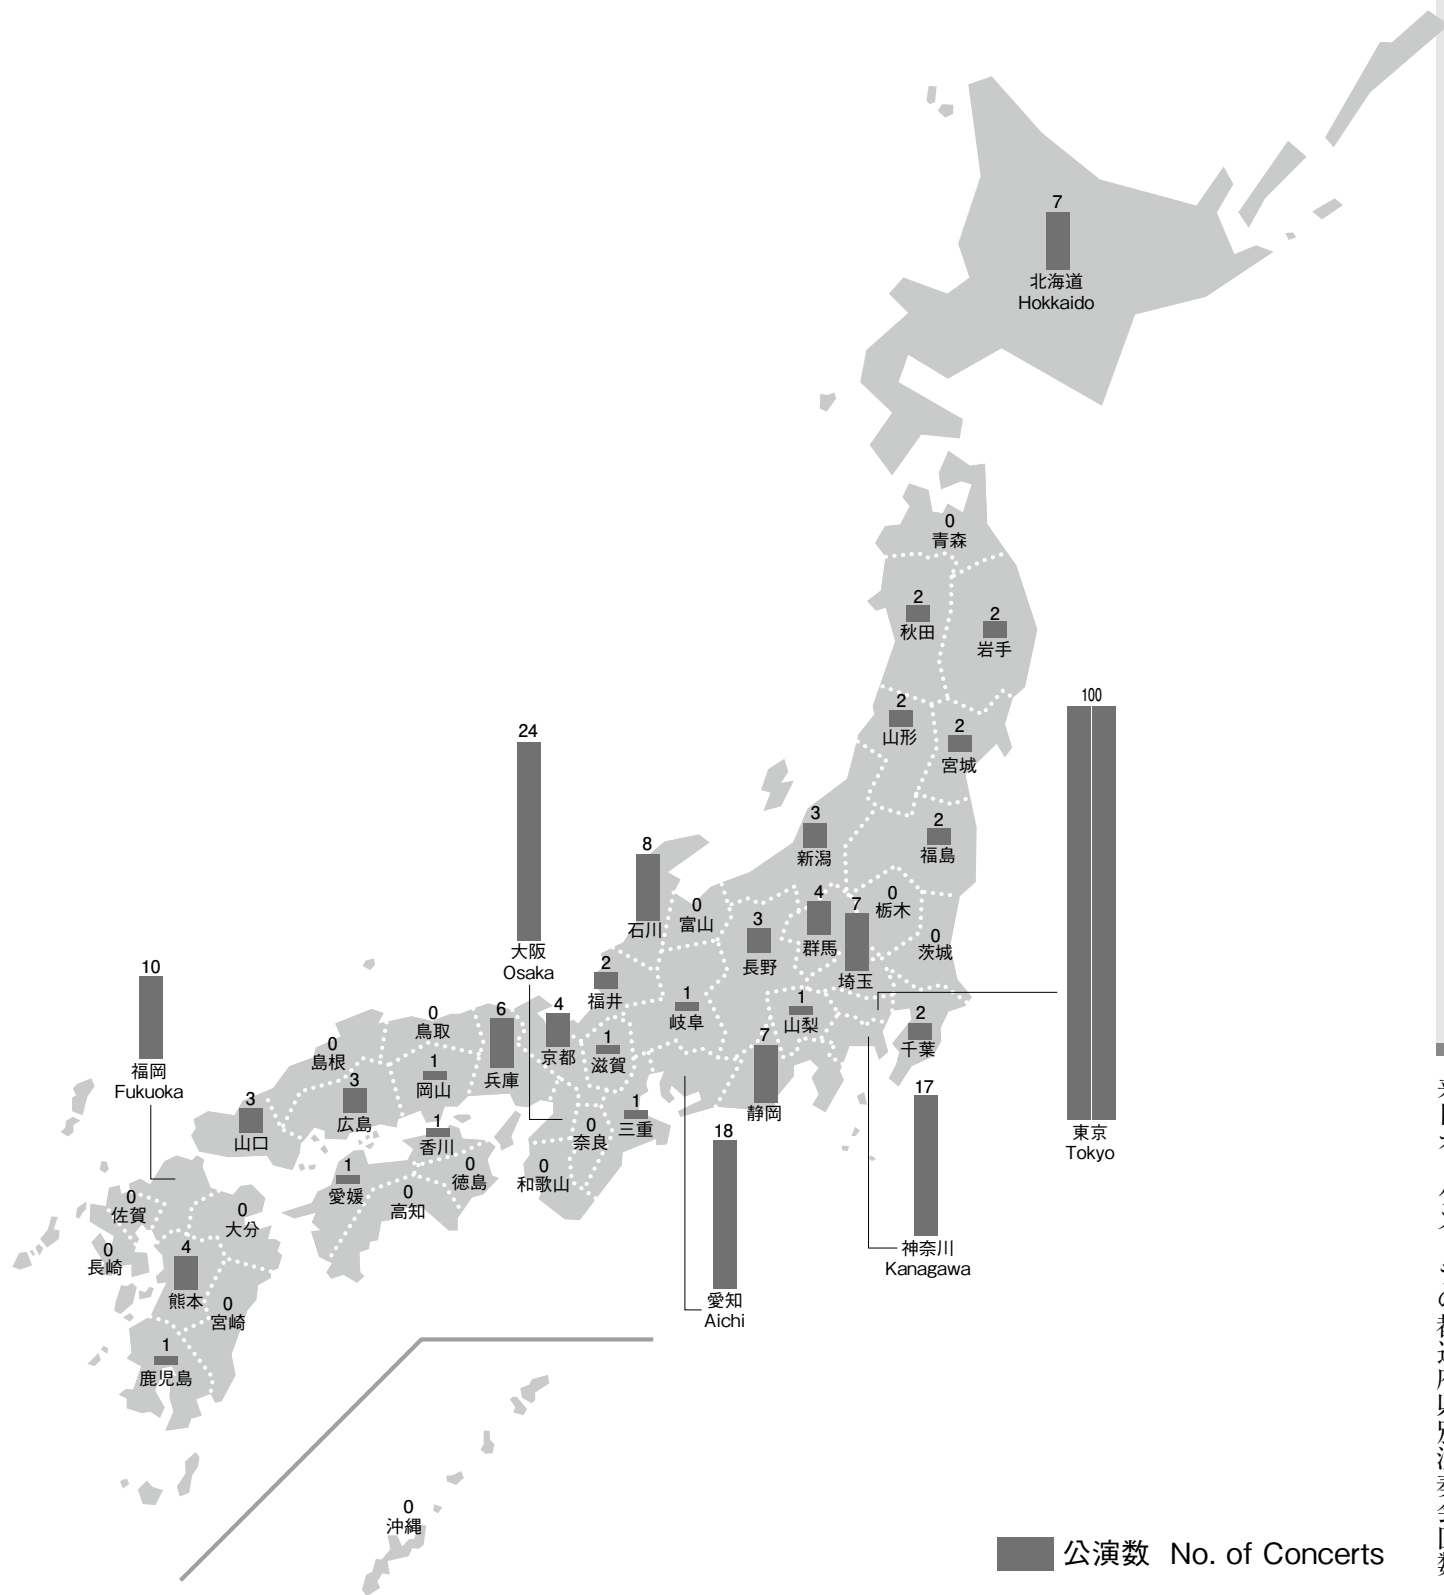 7
北海道
Hokkaido
0
青森
2
秋田
2
岩手
2
山形
2
宮城
100
東京
Tokyo
24
大阪
Osaka
3
新潟
2
福島
8
石川
0
富山
3
長野
4
群馬
7
埼玉
0
栃木
0
茨城
10
福岡
Fukuoka
2
福井
1
岐阜
1
山梨
2
千葉
0
鳥取
6
兵庫
4
京都
1
滋賀
7
静岡
0
島根
1
岡山
3
広島
3
山口
1
香川
0
奈良
1
三重
18
愛知
Aichi
17
神奈川
Kanagawa
1
愛媛
0
高知
0
徳島
0
和歌山
0
佐賀
0
大分
0
長崎
4
熊本
0
宮崎
1
鹿児島
0
沖縄
公演数 No. of Concerts